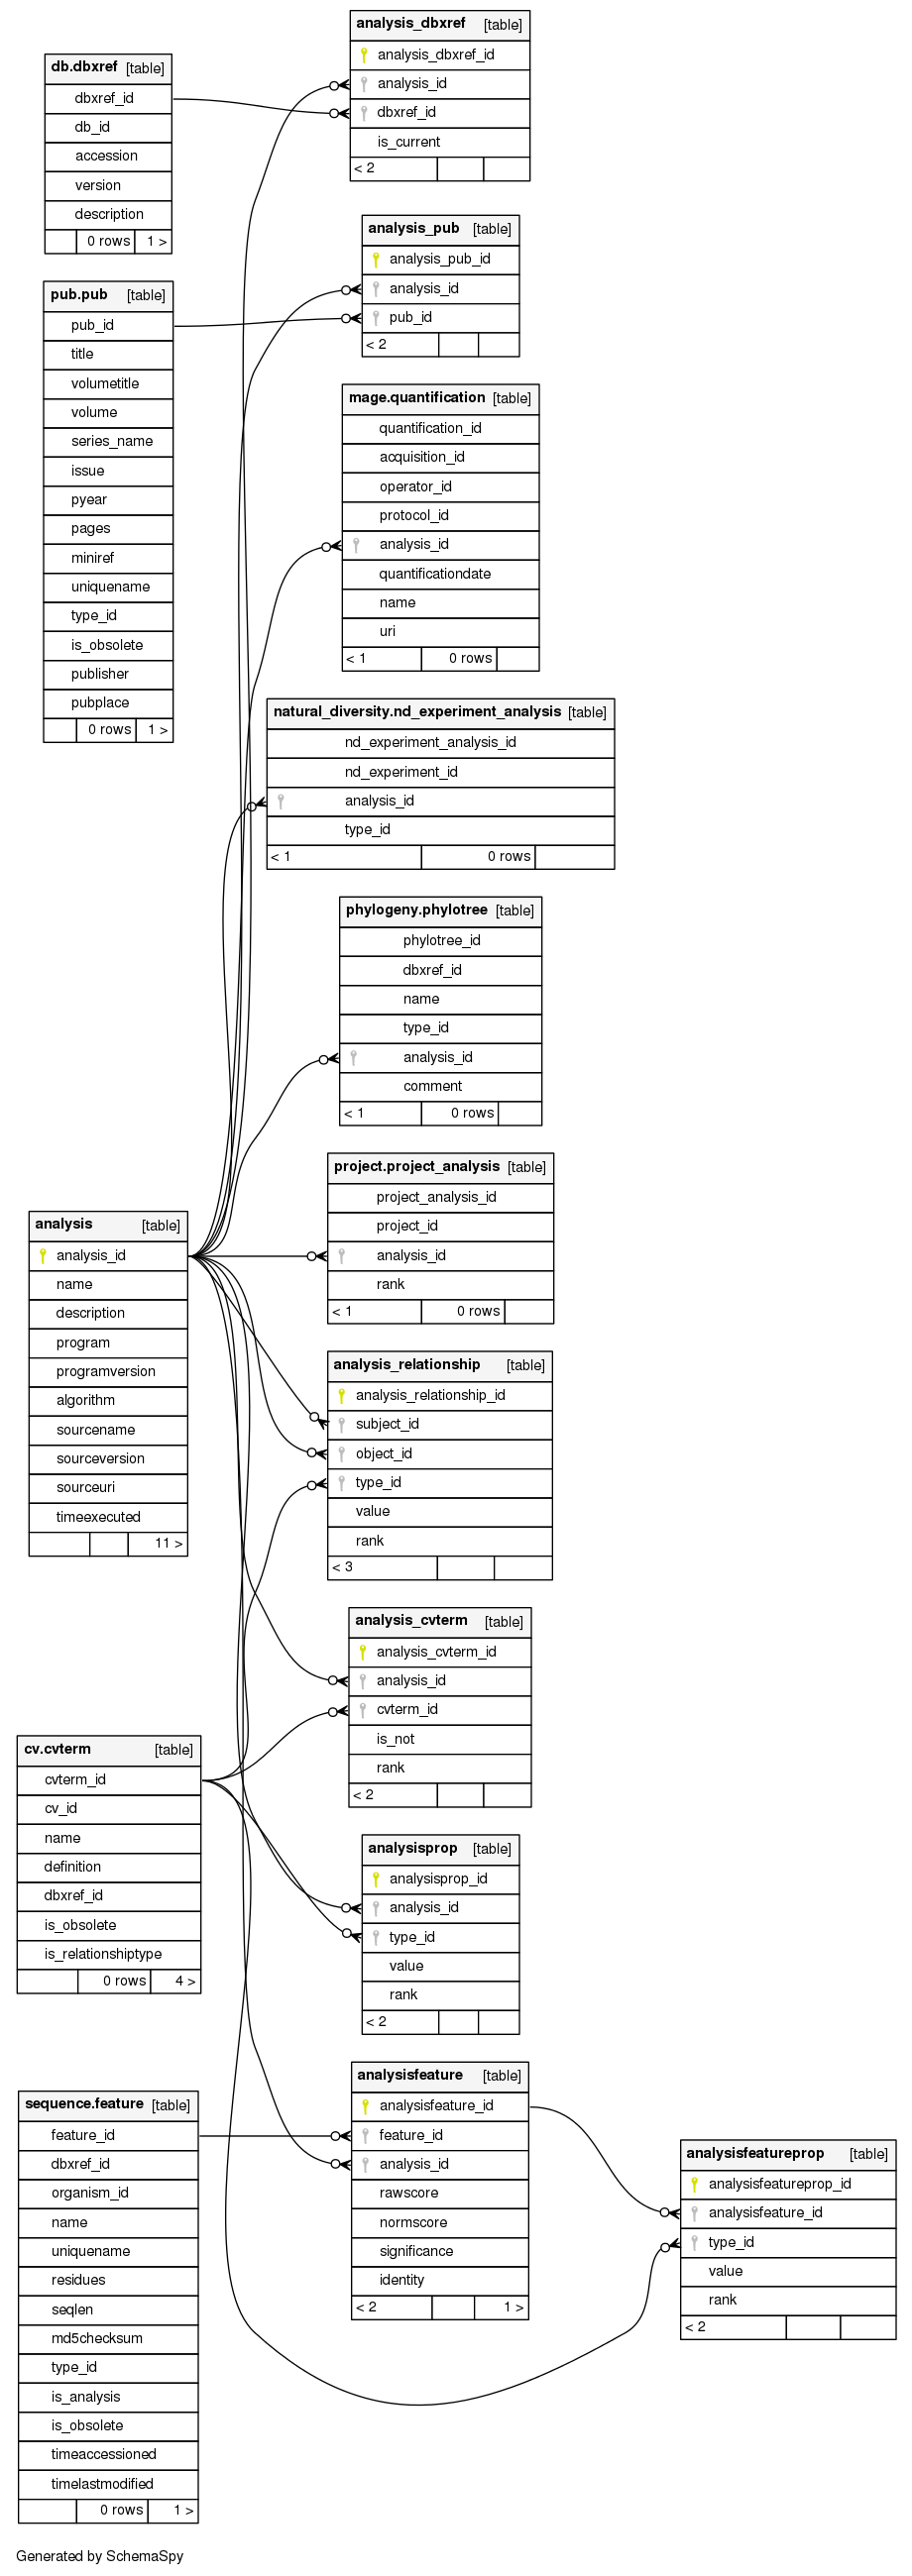 analysis_dbxref [table]
analysis_dbxref_id
analysis_id
dbxref_id
is_current
< 2
db.dbxref [table]
dbxref_id
db_id
accession
version
description
0 rows 1 >
analysis_pub [table]
analysis_pub_id
analysis_id
pub_id
< 2
pub.pub [table]
pub_id
title
volumetitle
volume
series_name
issue
pyear
pages
miniref
uniquename
type_id
is_obsolete
publisher
pubplace
0 rows 1 >
mage.quantification [table]
quantification_id
acquisition_id
operator_id
protocol_id
analysis_id
quantificationdate
name
uri
< 1 0 rows
natural_diversity.nd_experiment_analysis [table]
nd_experiment_analysis_id
nd_experiment_id
analysis_id
type_id
< 1 0 rows
phylogeny.phylotree [table]
phylotree_id
dbxref_id
name
type_id
analysis_id
comment
< 1 0 rows
project.project_analysis [table]
project_analysis_id
project_id
analysis_id
rank
< 1 0 rows
analysis [table]
analysis_id
name
description
program
programversion
algorithm
sourcename
sourceversion
sourceuri
timeexecuted
11 >
analysis_relationship [table]
analysis_relationship_id
subject_id
object_id
type_id
value
rank
< 3
analysis_cvterm [table]
analysis_cvterm_id
analysis_id
cvterm_id
is_not
rank
< 2
cv.cvterm [table]
cvterm_id
cv_id
name
definition
dbxref_id
is_obsolete
is_relationshiptype
0 rows 4 >
analysisprop [table]
analysisprop_id
analysis_id
type_id
value
rank
< 2
analysisfeature [table]
analysisfeature_id
feature_id
analysis_id
rawscore
normscore
significance
identity
< 2 1 >
sequence.feature [table]
feature_id
dbxref_id
organism_id
name
uniquename
residues
seqlen
md5checksum
type_id
is_analysis
is_obsolete
timeaccessioned
timelastmodified
0 rows 1 >
analysisfeatureprop [table]
analysisfeatureprop_id
analysisfeature_id
type_id
value
rank
< 2
Generated by SchemaSpy